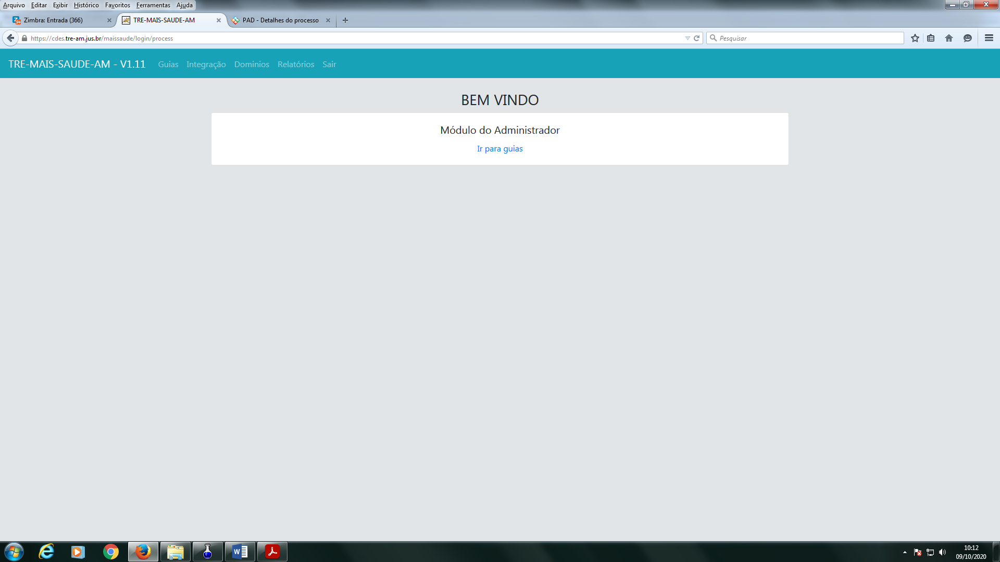 Arquivo Editar Exibir Histórico Favoritos Ferramentas Ajuda
Zimbra: Entrada (366) TRE-MAIS-SAUDE-AM PAD - Detalhes do processo
https://cdes.tre-am.jus.br/maissaude/login/process Pesquisar
TRE-MAIS-SAUDE-AM - V1.11 Guias Integração Dominios Relatórios Sair
BEM VINDO
Módulo do Administrador
Ir para guias
10:12
09/10/2020